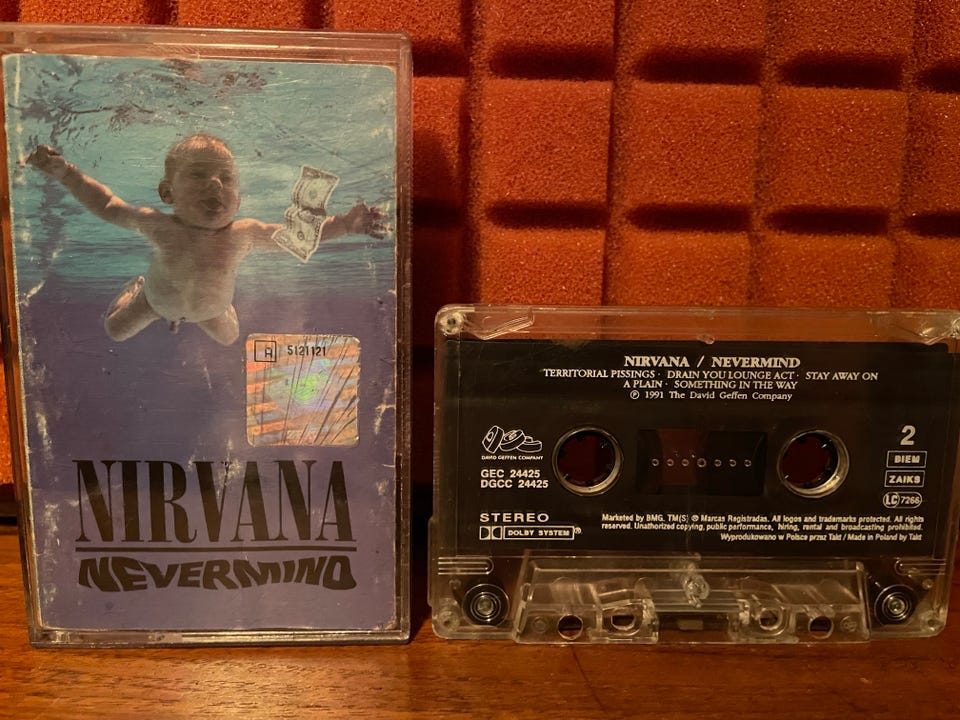 A 5121121
NIRVANA
NEVERMIND
NIRVANA / NEVERMIND
TERRITORIAL PISSINGS · DRAIN YOU LOUNGE ACT · STAY AWAY ON
A PLAIN · SOMETHING IN THE WAY
Ⓟ 1991 The David Geffen Company
DAVID GEFFEN COMPANY
GEC 24425
DGCC 24425
2
BIEM
ZAIKS
LC 7266
STEREO
DOLBY SYSTEM®
Marketed by BMG. TM(S) ® Marcas Registradas. All logos and trademarks protected. All rights
reserved. Unathorized copying, public performance, hiring, rental and broadcasting prohibited.
Wyprodukowano w Polsce przez Takt / Made in Poland by Takt